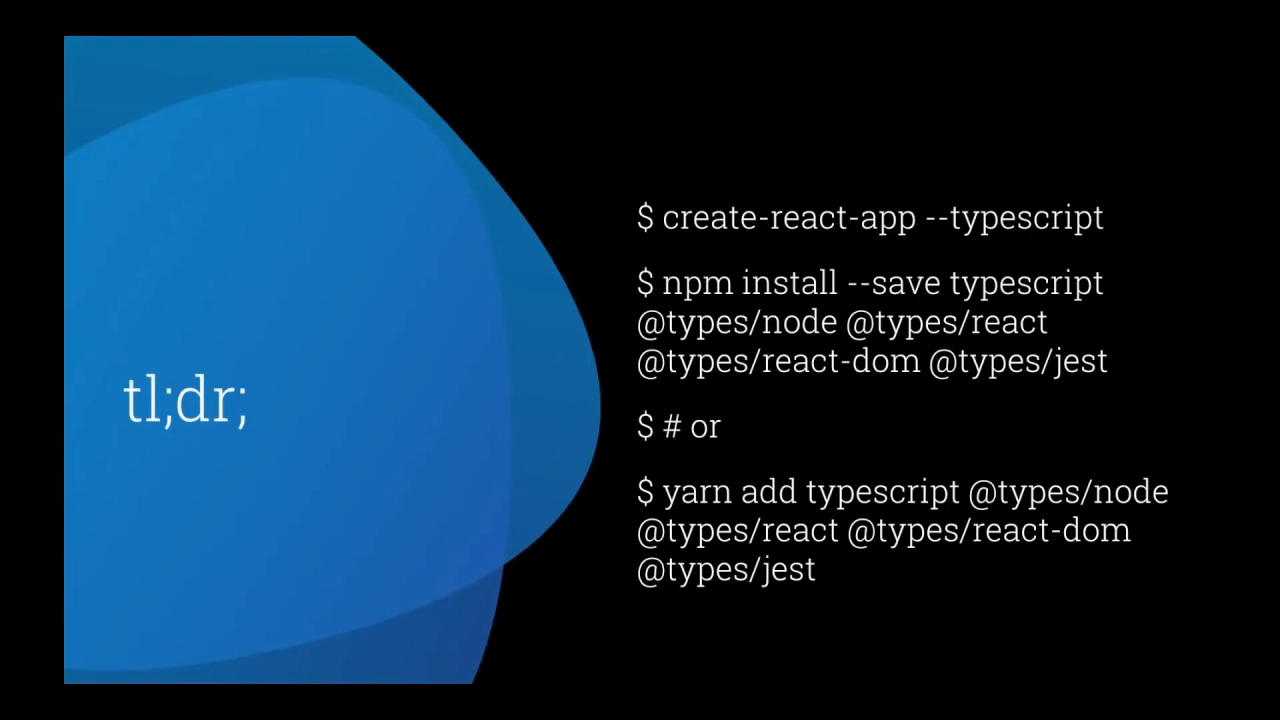 tl;dr;
$ create-react-app --typescript
$ npm install --save typescript
@types/node @types/react
@types/react-dom @types/jest
$ # or
$ yarn add typescript @types/node
@types/react @types/react-dom
@types/jest